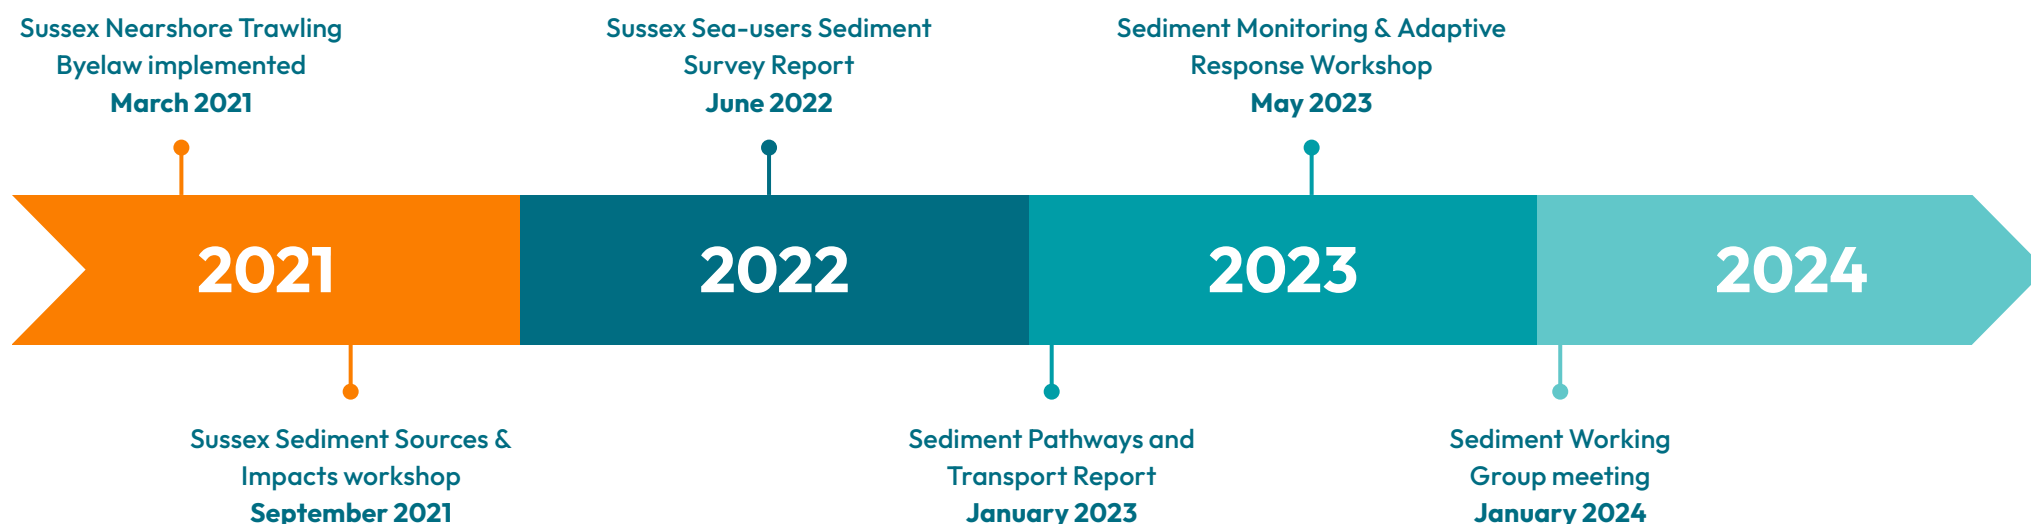 Sussex Nearshore Trawling
Byelaw implemented
March 2021
Sussex Sea-users Sediment
Survey Report
June 2022
Sediment Monitoring & Adaptive
Response Workshop
May 2023
2021
2022
2023
2024
Sussex Sediment Sources &
Impacts workshop
September 2021
Sediment Pathways and
Transport Report
January 2023
Sediment Working
Group meeting
January 2024